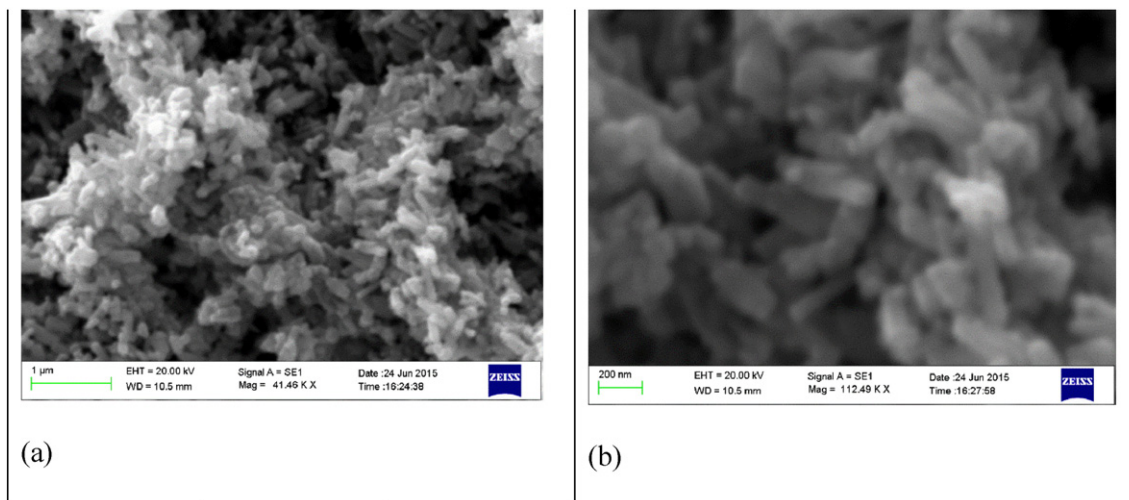 1 µm
EHT = 20.00 kV
WD = 10.5 mm
Signal A = SE1
Mag = 41.46 K X
Date :24 Jun 2015
Time :16:24:38
ZEISS
200 nm
EHT = 20.00 kV
WD = 10.5 mm
Signal A = SE1
Mag = 112.49 K X
Date :24 Jun 2015
Time :16:27:58
ZEISS
(a)
(b)